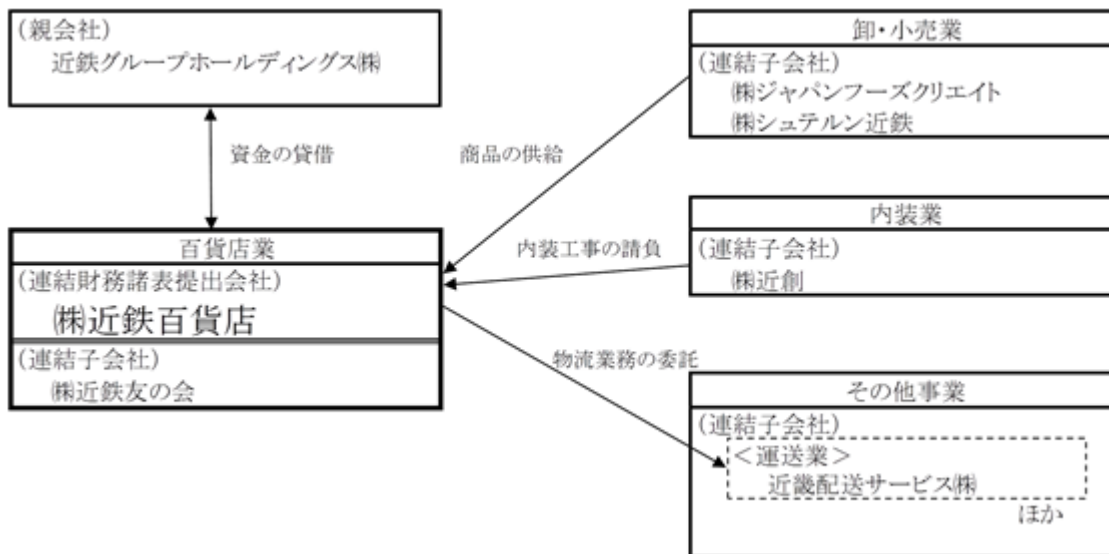 (親会社)
近鉄グループホールディングス㈱
資金の貸借
百貨店業
(連結財務諸表提出会社)
㈱近鉄百貨店
(連結子会社)
㈱近鉄友の会
商品の供給
内装工事の請負
物流業務の委託
卸・小売業
(連結子会社)
㈱ジャパンフーズクリエイト
㈱シュテルン近鉄
内装業
(連結子会社)
㈱近創
その他事業
(連結子会社)
＜運送業＞
近畿配送サービス㈱
ほか